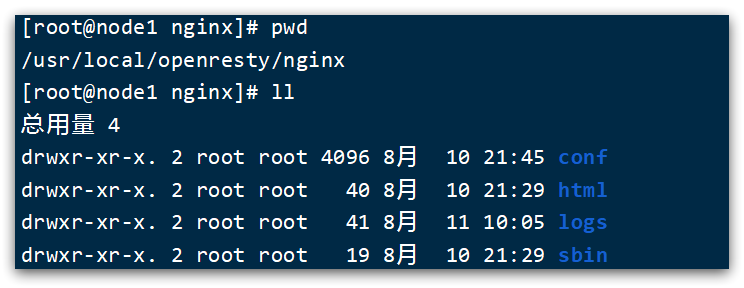 [root@node1 nginx]# pwd
/usr/local/openresty/nginx
[root@node1 nginx]# ll
总用量 4
drwxr-xr-x. 2 root root 4096 8月  10 21:45 conf
drwxr-xr-x. 2 root root   40 8月  10 21:29 html
drwxr-xr-x. 2 root root   41 8月  11 10:05 logs
drwxr-xr-x. 2 root root   19 8月  10 21:29 sbin